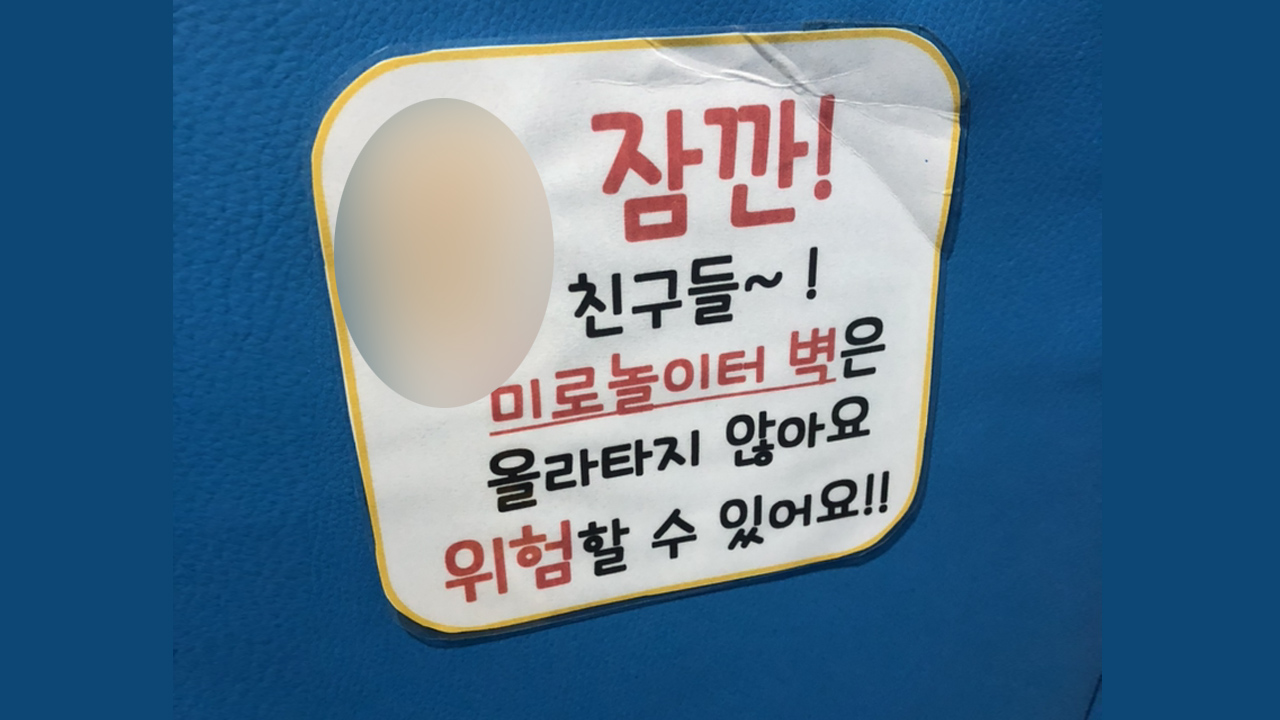 잠깐!
친구들~ !
미로놀이터 벽은
올라타지 않아요
위험할 수 있어요!!